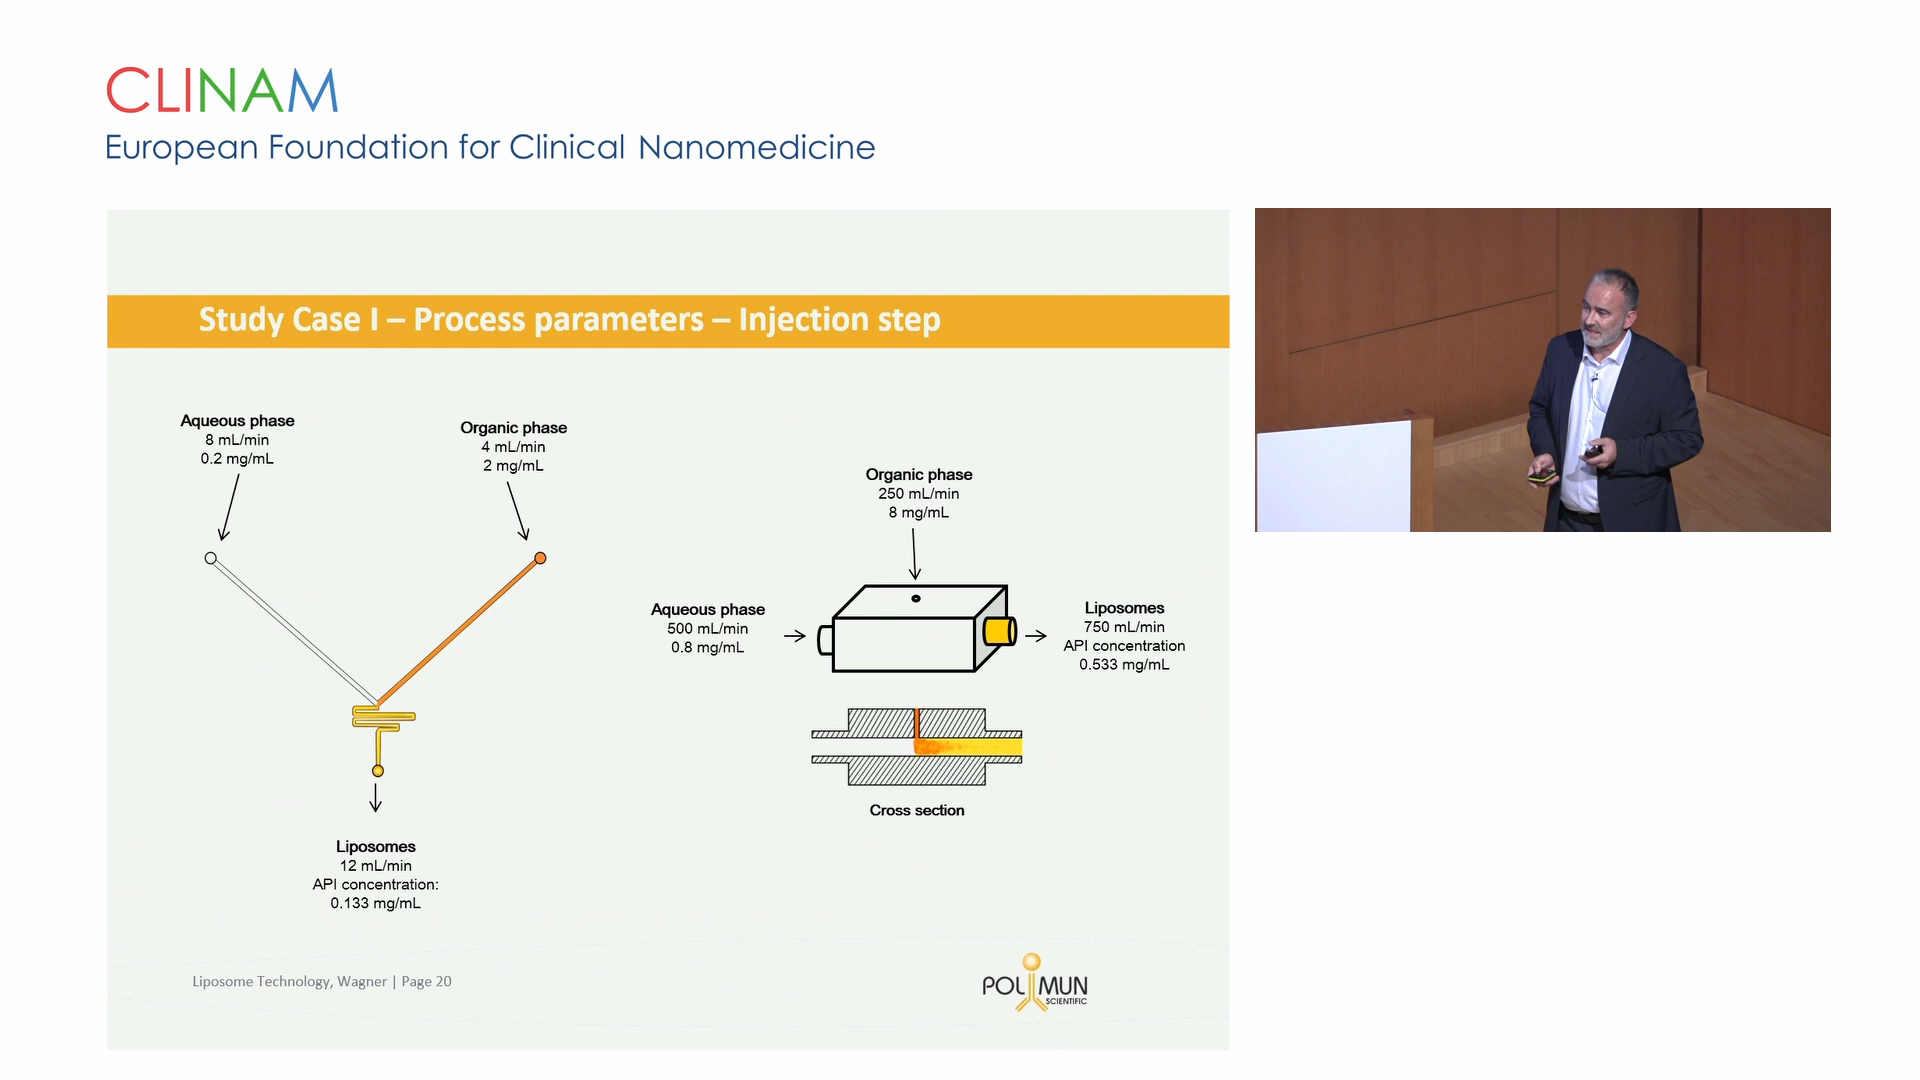 CLINAM
European Foundation for Clinical Nanomedicine
Study Case I – Process parameters – Injection step
Aqueous phase
8 mL/min
0.2 mg/mL
Organic phase
4 mL/min
2 mg/mL
Organic phase
250 mL/min
8 mg/mL
Aqueous phase
500 mL/min
0.8 mg/mL
Liposomes
750 mL/min
API concentration
0.533 mg/mL
Cross section
Liposomes
12 mL/min
API concentration:
0.133 mg/mL
Liposome Technology, Wagner | Page 20
POLIMUN
SCIENTIFIC